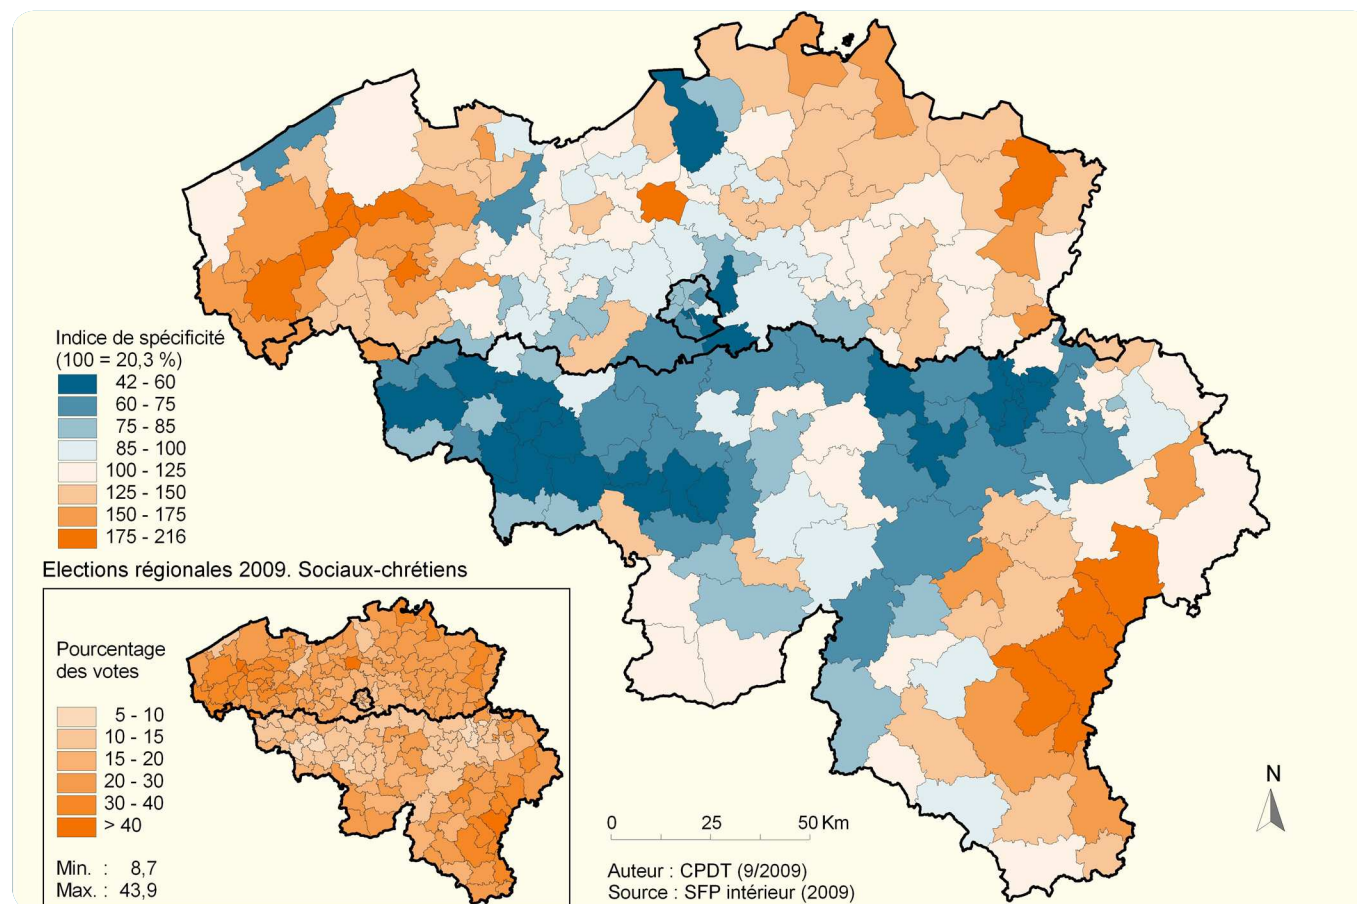 Indice de spécificité
(100 = 20,3 %)
42 - 60
60 - 75
75 - 85
85 - 100
100 - 125
125 - 150
150 - 175
175 - 216
Elections régionales 2009. Sociaux-chrétiens
Pourcentage
des votes
5 - 10
10 - 15
15 - 20
20 - 30
30 - 40
> 40
Min. : 8,7
Max. : 43,9
0 25 50 Km
Auteur : CPDT (9/2009)
Source : SFP intérieur (2009)
N